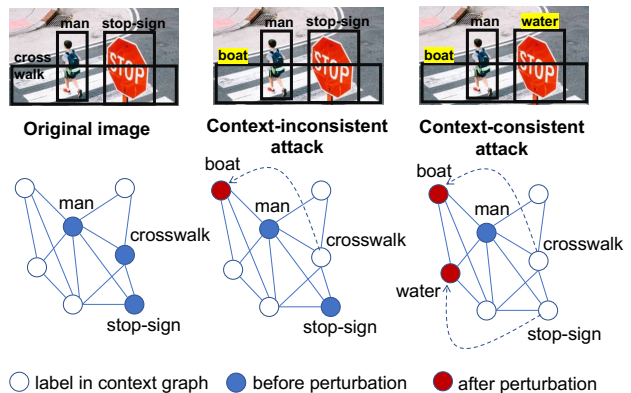 man stop-sign
cross
walk
STOP
Original image
man stop-sign
boat
STOP
Context-inconsistent
attack
man water
boat
STOP
Context-consistent
attack
man
crosswalk
stop-sign
boat
man
crosswalk
stop-sign
boat
man
crosswalk
water
stop-sign
label in context graph
before perturbation
after perturbation